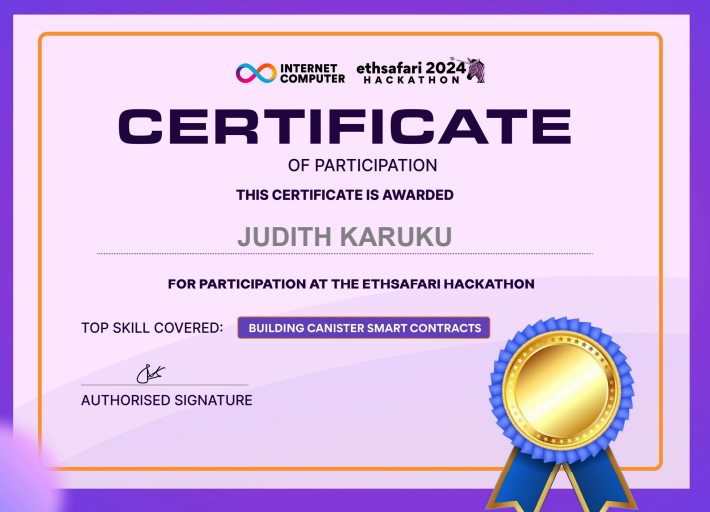 INTERNET COMPUTER
ethsafari 2024
HACKATHON
CERTIFICATE
OF PARTICIPATION
THIS CERTIFICATE IS AWARDED
JUDITH KARUKU
FOR PARTICIPATION AT THE ETHSAFARI HACKATHON
TOP SKILL COVERED: BUILDING CANISTER SMART CONTRACTS
AUTHORISED SIGNATURE